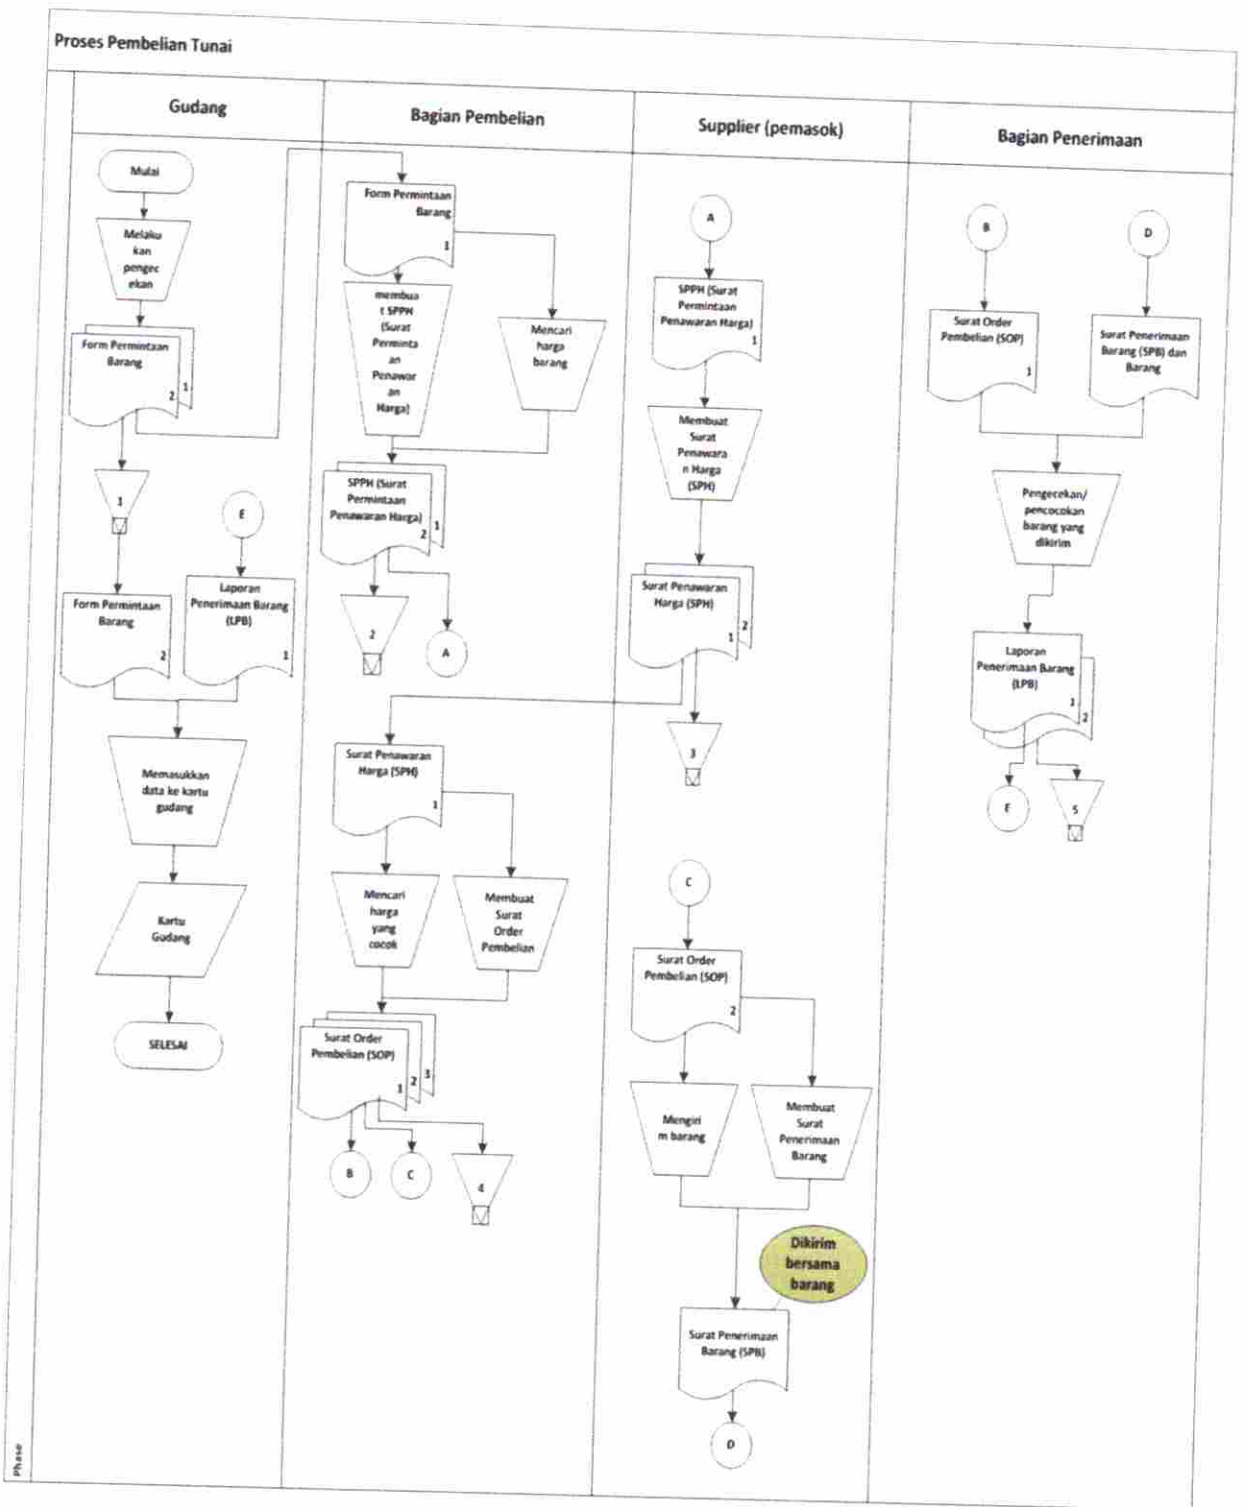 Proses Pembelian Tunai
Gudang
Bagian Pembelian
Supplier (pemasok)
Bagian Penerimaan
Mulai
Melaku
kan
pengec
ekan
Form Permintaan
Barang
2
1
1
E
Form Permintaan
Barang
2
Laporan
Penerimaan Barang
(LPB)
1
Memasukkan
data ke kartu
gudang
Kartu
Gudang
SELESAI
Form Permintaan
Barang
1
membua
t SPPH
(Surat
Perminta
an
Penawar
an
Harga)
Mencari
harga
barang
SPPH (Surat
Permintaan
Penawaran Harga)
2
1
2
A
Surat Penawaran
Harga (SPH)
1
Mencari
harga
yang
cocok
Membuat
Surat
Order
Pembelian
Surat Order
Pembelian (SOP)
1
2
3
B
C
4
A
SPPH (Surat
Permintaan
Penawaran Harga)
1
Membuat
Surat
Penawara
n Harga
(SPH)
Surat Penawaran
Harga (SPH)
1
2
3
C
Surat Order
Pembelian (SOP)
2
Mengiri
m barang
Membuat
Surat
Penerimaan
Barang
Dikirim
bersama
barang
Surat Penerimaan
Barang (SPB)
D
B
D
Surat Order
Pembelian (SOP)
1
Surat Penerimaan
Barang (SPB) dan
Barang
Pengecekan/
pencocokan
barang yang
dikirim
Laporan
Penerimaan Barang
(LPB)
1
2
E
5
Phase